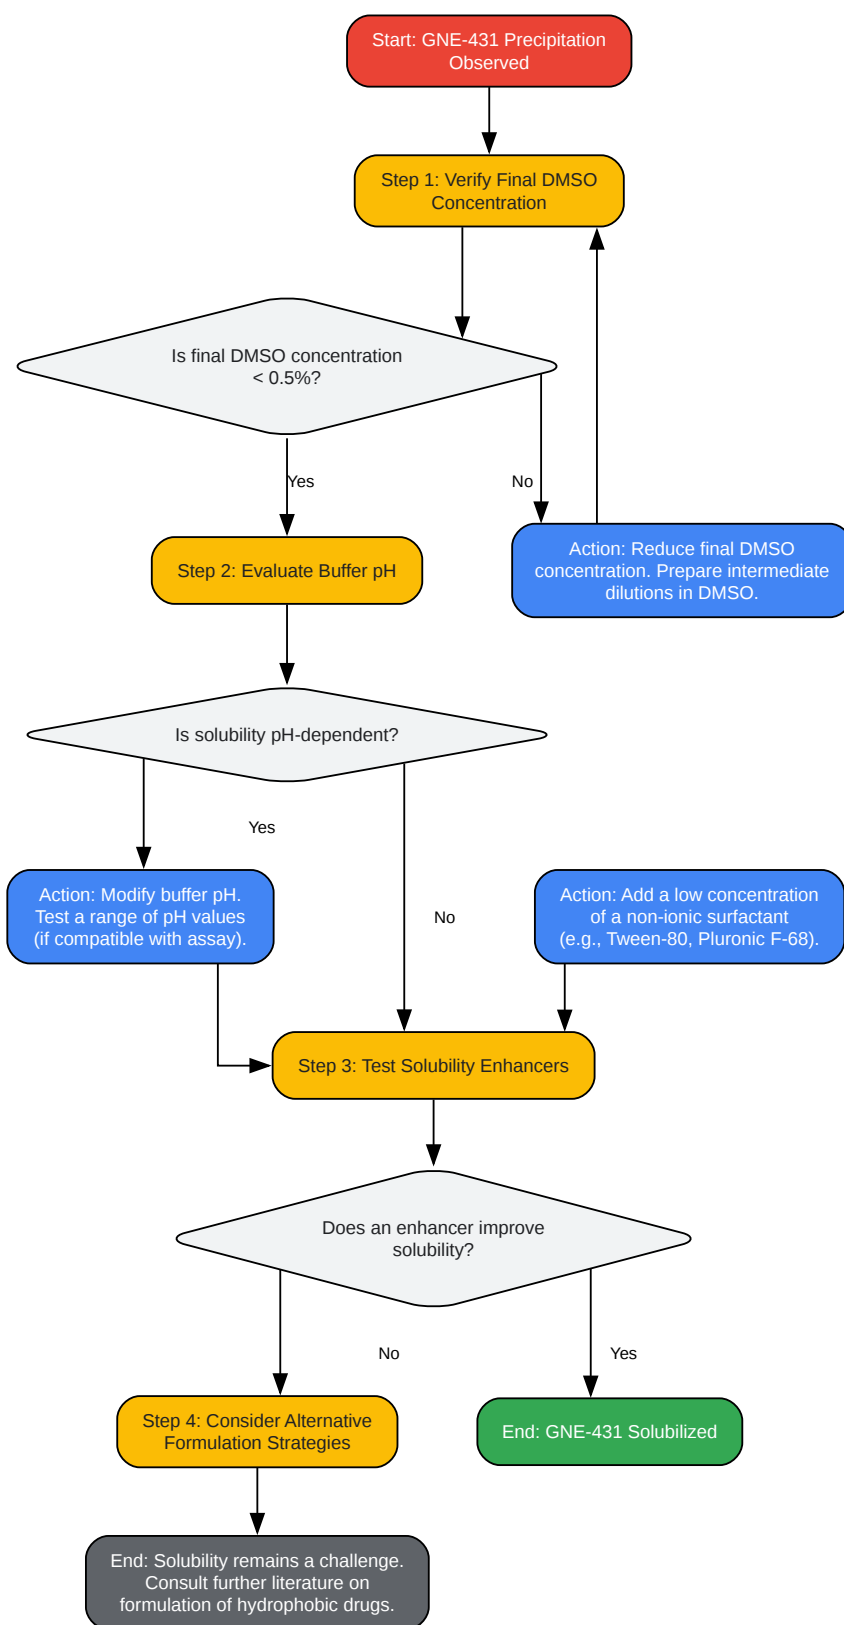 Start: GNE-431 Precipitation
Observed
Step 1: Verify Final DMSO
Concentration
Is final DMSO concentration
< 0.5%?
Yes
No
Step 2: Evaluate Buffer pH
Action: Reduce final DMSO
concentration. Prepare intermediate
dilutions in DMSO.
Is solubility pH-dependent?
Yes
Action: Modify buffer pH.
Test a range of pH values
(if compatible with assay).
No
Action: Add a low concentration
of a non-ionic surfactant
(e.g., Tween-80, Pluronic F-68).
Step 3: Test Solubility Enhancers
Does an enhancer improve
solubility?
No
Yes
Step 4: Consider Alternative
Formulation Strategies
End: GNE-431 Solubilized
End: Solubility remains a challenge.
Consult further literature on
formulation of hydrophobic drugs.